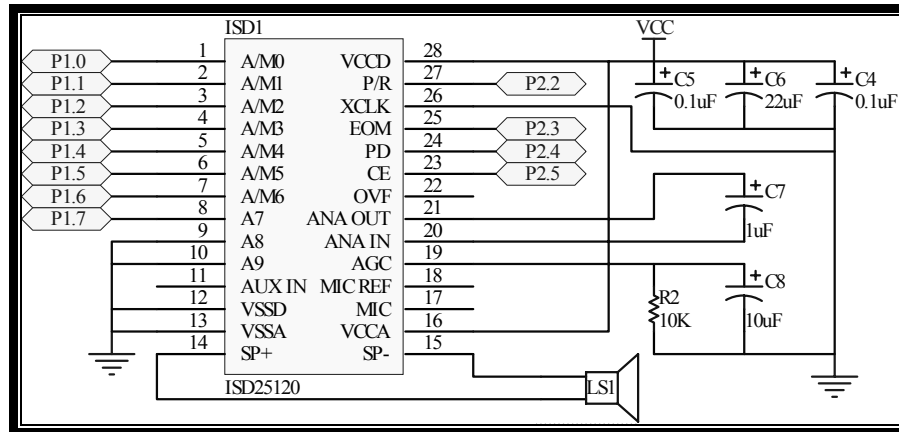 ISD1
VCC
P1.0 1 A/M0 VCCD 28
P1.1 2 A/M1 P/R 27 P2.2
P1.2 3 A/M2 XCLK 26
P1.3 4 A/M3 EOM 25 P2.3
P1.4 5 A/M4 PD 24 P2.4
P1.5 6 A/M5 CE 23 P2.5
P1.6 7 A/M6 OVF 22
P1.7 8 A7 ANA OUT 21
9 A8 ANA IN 20
10 A9 AGC 19
11 AUX IN MIC REF 18
12 VSSD MIC 17
13 VSSA VCCA 16
14 SP+ SP- 15
ISD25120
+ C5
0.1uF
+ C6
22uF
+ C4
0.1uF
+ C7
1uF
R2
10K
+ C8
10uF
LS1